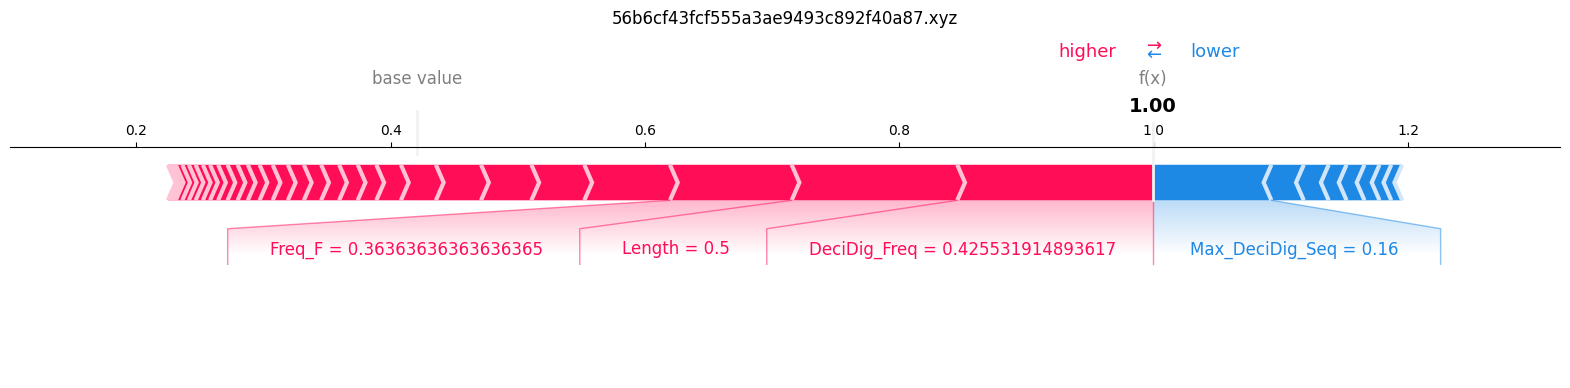 56b6cf43fcf555a3ae9493c892f40a87.xyz
higher → ← lower
base value f(x)
1.00
0.2 0.4 0.6 0.8 1.0 1.2
Freq_F = 0.36363636363636365 Length = 0.5 DeciDig_Freq = 0.425531914893617 Max_DeciDig_Seq = 0.16